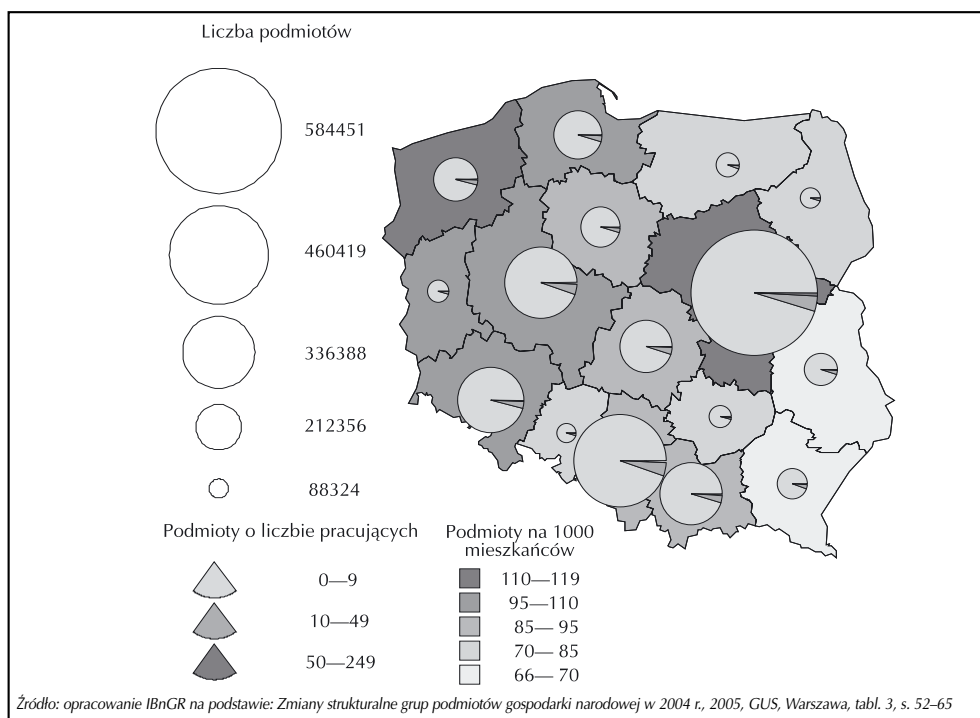 Liczba podmiotów
584451
460419
336388
212356
88324
Podmioty o liczbie pracujących
0—9
10—49
50—249
Podmioty na 1000
mieszkańców
110—119
95—110
85— 95
70— 85
66— 70
Źródło: opracowanie IBnGR na podstawie: Zmiany strukturalne grup podmiotów gospodarki narodowej w 2004 r., 2005, GUS, Warszawa, tabl. 3, s. 52–65